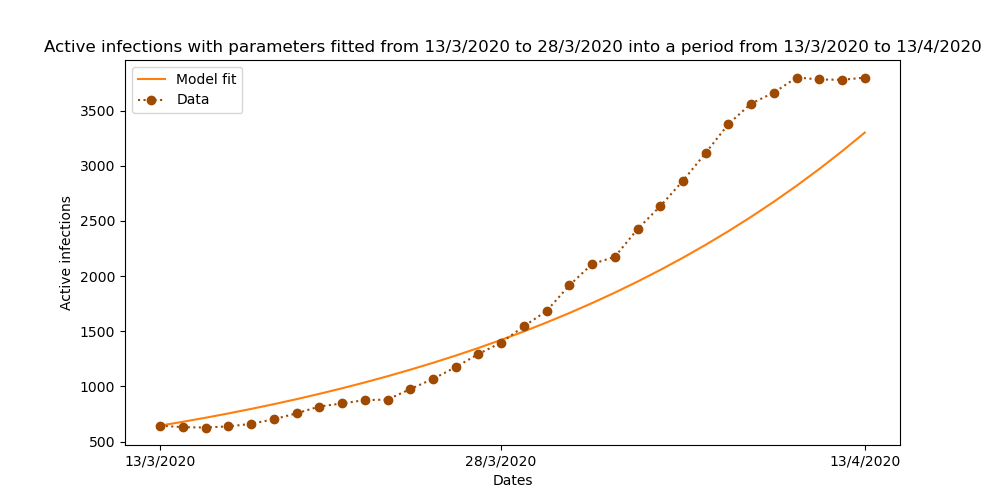 Active infections with parameters fitted from 13/3/2020 to 28/3/2020 into a period from 13/3/2020 to 13/4/2020
Model fit
Data
3500
3000
2500
2000
1500
1000
500
Active infections
13/3/2020 28/3/2020 13/4/2020
Dates